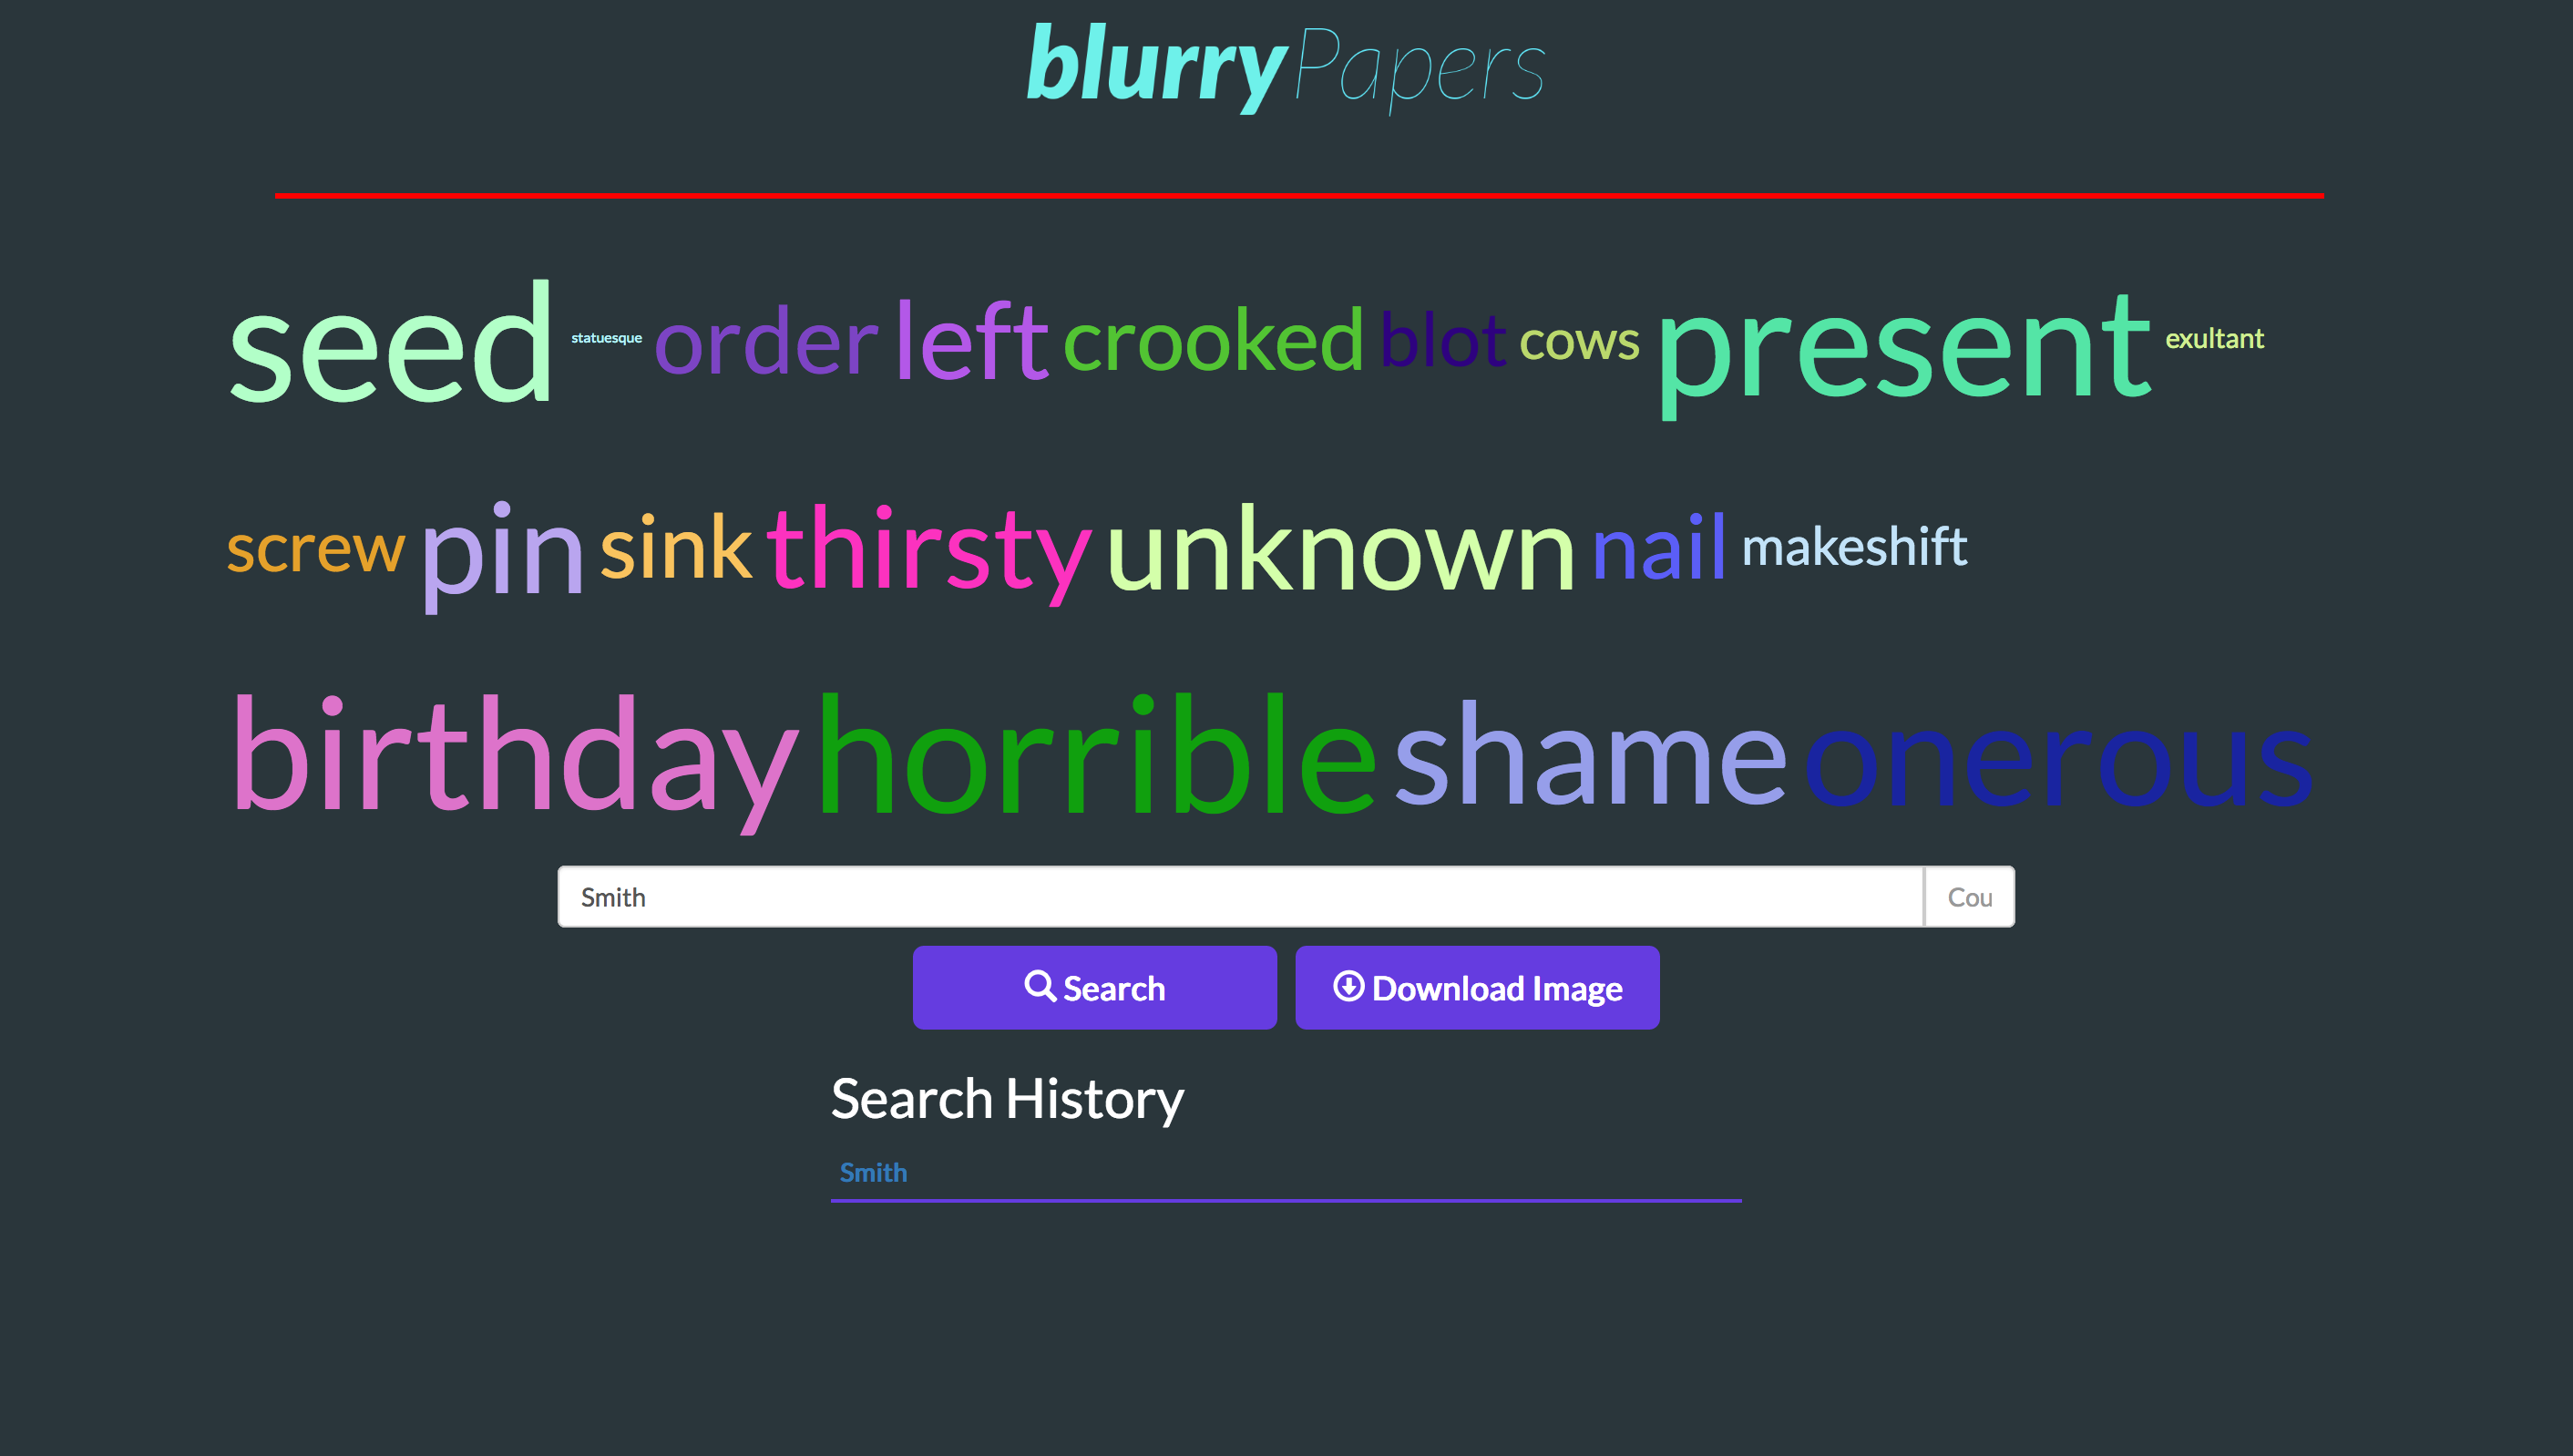 blurryPapers
seed statuesque order left crooked blot cows present exultant
screw pin sink thirsty unknown nail makeshift
birthday horrible shame onerous
Smith Cou
Search Download Image
Search History
Smith